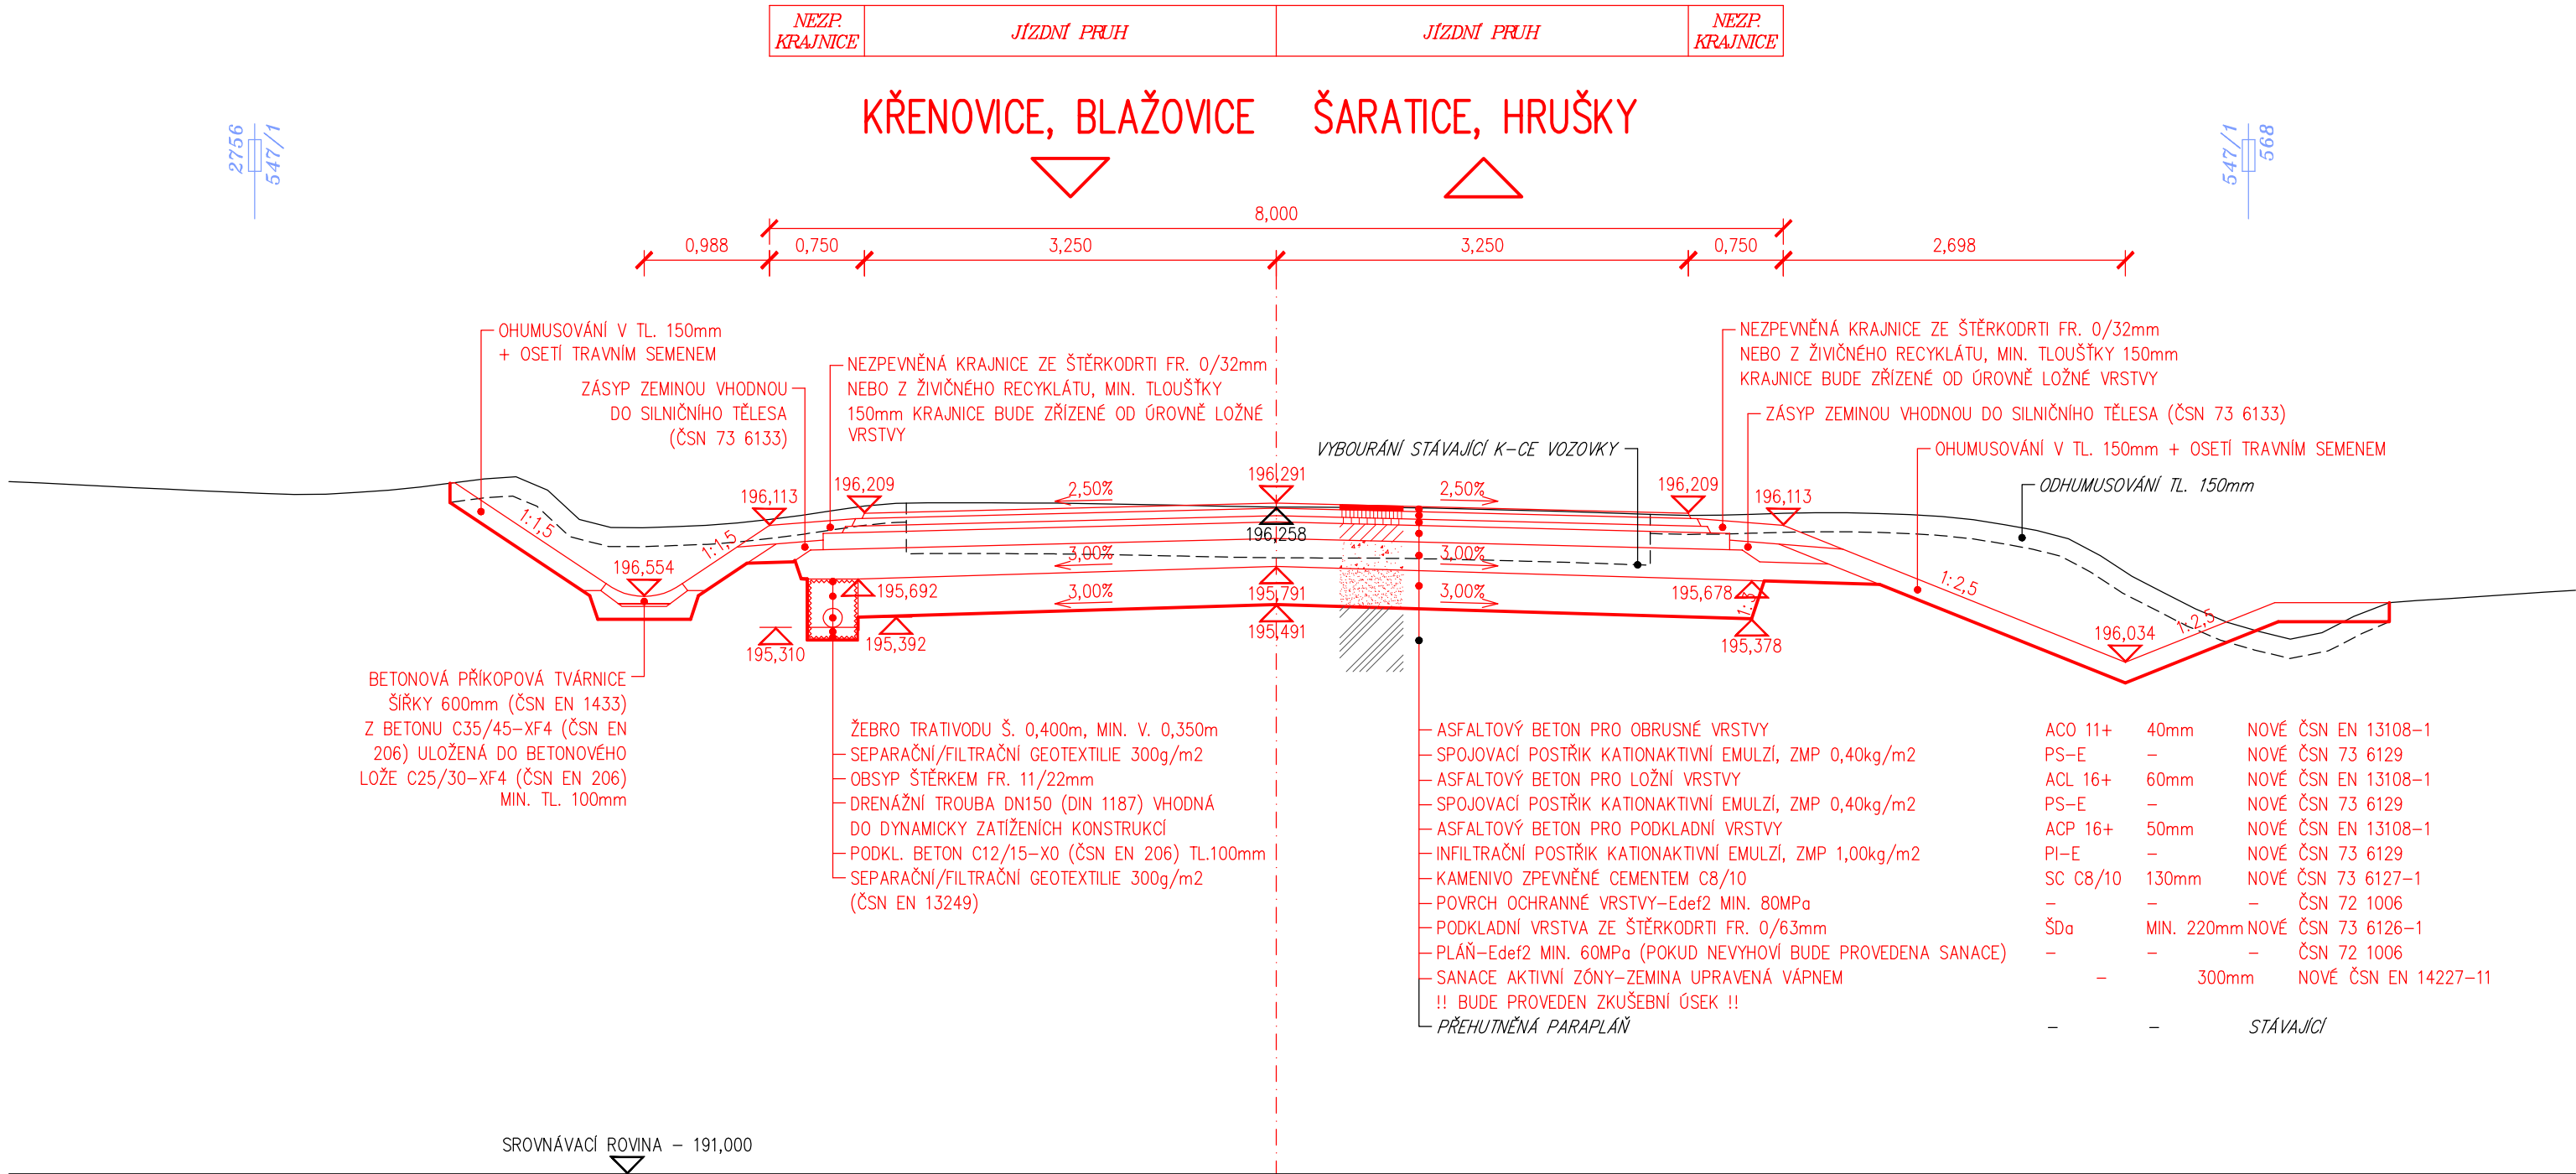 NEZP.
KRAJNICE
JÍZDNÍ PRUH
JÍZDNÍ PRUH
NEZP.
KRAJNICE
KŘENOVICE, BLAŽOVICE
ŠARATICE, HRUŠKY
2756
547/1
547/1
568
8,000
0,988
0,750
3,250
3,250
0,750
2,698
OHUMUSOVÁNÍ V TL. 150mm
+ OSETÍ TRAVNÍM SEMENEM
ZÁSYP ZEMINOU VHODNOU
DO SILNIČNÍHO TĚLESA
(ČSN 73 6133)
NEZPEVNĚNÁ KRAJNICE ZE ŠTĚRKODRTI FR. 0/32mm
NEBO Z ŽIVIČNÉHO RECYKLÁTU, MIN. TLOUŠŤKY
150mm KRAJNICE BUDE ZŘÍZENÉ OD ÚROVNĚ LOŽNÉ
VRSTVY
NEZPEVNĚNÁ KRAJNICE ZE ŠTĚRKODRTI FR. 0/32mm
NEBO Z ŽIVIČNÉHO RECYKLÁTU, MIN. TLOUŠŤKY 150mm
KRAJNICE BUDE ZŘÍZENÉ OD ÚROVNĚ LOŽNÉ VRSTVY
ZÁSYP ZEMINOU VHODNOU DO SILNIČNÍHO TĚLESA (ČSN 73 6133)
VYBOURÁNÍ STÁVAJÍCÍ K-CE VOZOVKY
OHUMUSOVÁNÍ V TL. 150mm + OSETÍ TRAVNÍM SEMENEM
ODHUMUSOVÁNÍ TL. 150mm
196,113
196,209
2,50%
196,291
2,50%
196,209
196,113
1:1,5
1:1,5
196,258
196,554
3,00%
3,00%
195,692
3,00%
195,791
3,00%
195,678
1:2,5
195,310
195,392
195,491
195,378
196,034
1:2,5
BETONOVÁ PŘÍKOPOVÁ TVÁRNICE
ŠÍŘKY 600mm (ČSN EN 1433)
Z BETONU C35/45-XF4 (ČSN EN
206) ULOŽENÁ DO BETONOVÉHO
LOŽE C25/30-XF4 (ČSN EN 206)
MIN. TL. 100mm
ŽEBRO TRATIVODU Š. 0,400m, MIN. V. 0,350m
SEPARAČNÍ/FILTRAČNÍ GEOTEXTILIE 300g/m2
OBSYP ŠTĚRKEM FR. 11/22mm
DRENÁŽNÍ TROUBA DN150 (DIN 1187) VHODNÁ
DO DYNAMICKY ZATÍŽENÍCH KONSTRUKCÍ
PODKL. BETON C12/15-X0 (ČSN EN 206) TL.100mm
SEPARAČNÍ/FILTRAČNÍ GEOTEXTILIE 300g/m2
(ČSN EN 13249)
ASFALTOVÝ BETON PRO OBRUSNÉ VRSTVY ACO 11+ 40mm NOVÉ ČSN EN 13108-1
SPOJOVACÍ POSTŘIK KATIONAKTIVNÍ EMULZÍ, ZMP 0,40kg/m2 PS-E - NOVÉ ČSN 73 6129
ASFALTOVÝ BETON PRO LOŽNÍ VRSTVY ACL 16+ 60mm NOVÉ ČSN EN 13108-1
SPOJOVACÍ POSTŘIK KATIONAKTIVNÍ EMULZÍ, ZMP 0,40kg/m2 PS-E - NOVÉ ČSN 73 6129
ASFALTOVÝ BETON PRO PODKLADNÍ VRSTVY ACP 16+ 50mm NOVÉ ČSN EN 13108-1
INFILTRAČNÍ POSTŘIK KATIONAKTIVNÍ EMULZÍ, ZMP 1,00kg/m2 PI-E - NOVÉ ČSN 73 6129
KAMENIVO ZPEVNĚNÉ CEMENTEM C8/10 SC C8/10 130mm NOVÉ ČSN 73 6127-1
POVRCH OCHRANNÉ VRSTVY-Edef2 MIN. 80MPa - - - ČSN 72 1006
PODKLADNÍ VRSTVA ZE ŠTĚRKODRTI FR. 0/63mm ŠDa MIN. 220mm NOVÉ ČSN 73 6126-1
PLÁŇ-Edef2 MIN. 60MPa (POKUD NEVYHOVÍ BUDE PROVEDENA SANACE) - - - ČSN 72 1006
SANACE AKTIVNÍ ZÓNY-ZEMINA UPRAVENÁ VÁPNEM - 300mm NOVÉ ČSN EN 14227-11
!! BUDE PROVEDEN ZKUŠEBNÍ ÚSEK !!
PŘEHUTNĚNÁ PARAPLÁŇ - - STÁVAJÍCÍ
SROVNÁVACÍ ROVINA - 191,000